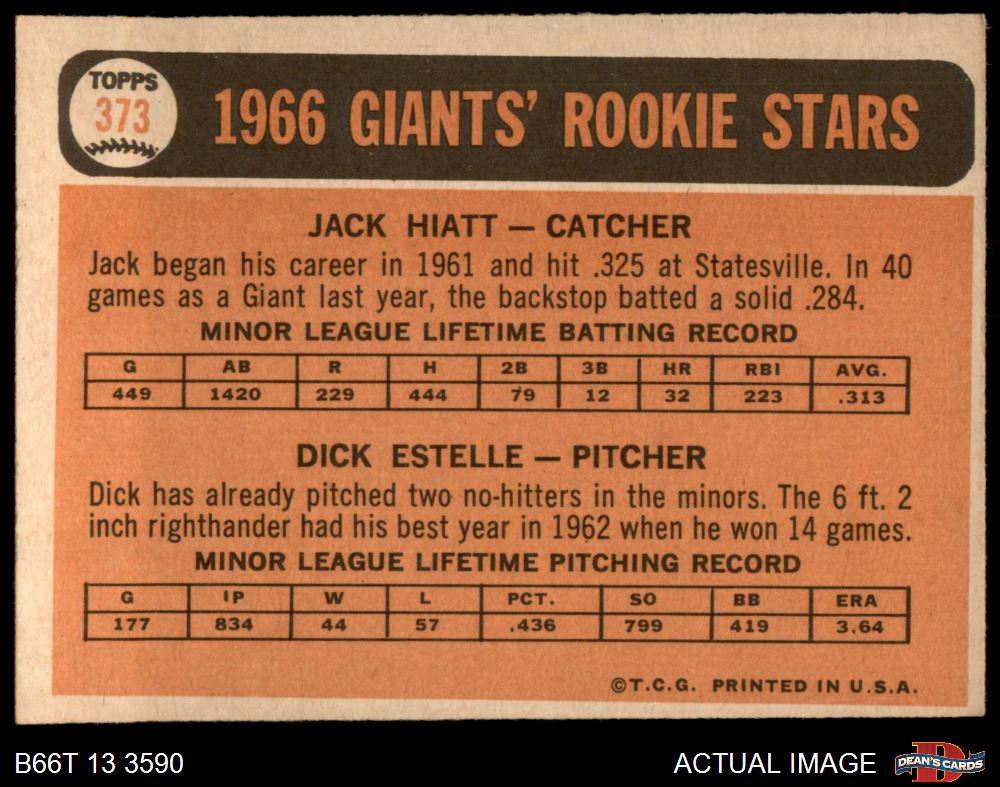 TOPPS
373
1966 GIANTS' ROOKIE STARS
JACK HIATT — CATCHER
Jack began his career in 1961 and hit .325 at Statesville. In 40
games as a Giant last year, the backstop batted a solid .284.
MINOR LEAGUE LIFETIME BATTING RECORD
G AB R H 2B 3B HR RBI AVG.
449 1420 229 444 79 12 32 223 .313
DICK ESTELLE — PITCHER
Dick has already pitched two no-hitters in the minors. The 6 ft. 2
inch righthander had his best year in 1962 when he won 14 games.
MINOR LEAGUE LIFETIME PITCHING RECORD
G IP W L PCT. SO BB ERA
177 834 44 57 .436 799 419 3.64
©T.C.G. PRINTED IN U.S.A.
B66T 13 3590
ACTUAL IMAGE
D
DEAN'S CARDS